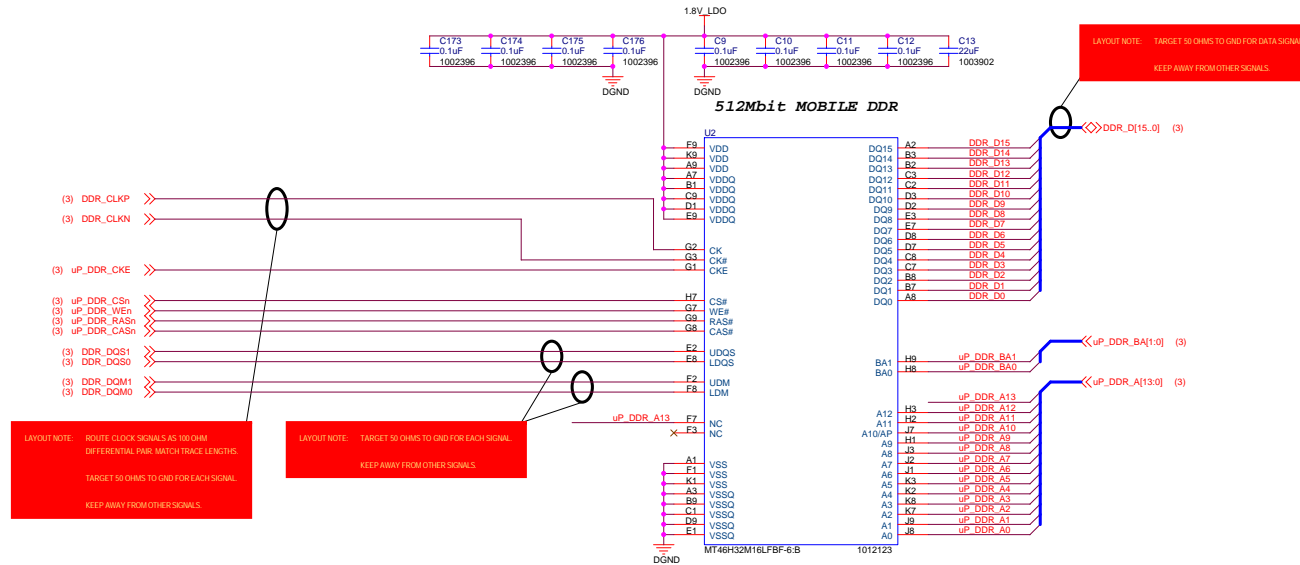 1.8V_LDO
C173
0.1uF
1002396
C174
0.1uF
1002396
C175
0.1uF
1002396
C176
0.1uF
1002396
C9
0.1uF
1002396
C10
0.1uF
1002396
C11
0.1uF
1002396
C12
0.1uF
1002396
C13
22uF
1003902
DGND
DGND
LAYOUT NOTE: TARGET 50 OHMS TO GND FOR DATA SIGNAL
KEEP AWAY FROM OTHER SIGNALS.
512Mbit MOBILE DDR
U2
F9 VDD
K9 VDD
A9 VDD
A7 VDDQ
B1 VDDQ
C9 VDDQ
D1 VDDQ
E9 VDDQ
(3) DDR_CLKP
(3) DDR_CLKN
G2 CK
G3 CK#
(3) uP_DDR_CKE G1 CKE
(3) uP_DDR_CSn H7 CS#
(3) uP_DDR_WEn G7 WE#
(3) uP_DDR_RASn G9 RAS#
(3) uP_DDR_CASn G8 CAS#
(3) DDR_DQS1 E2 UDQS
(3) DDR_DQS0 E8 LDQS
(3) DDR_DQM1 F2 UDM
(3) DDR_DQM0 F8 LDM
uP_DDR_A13 F7 NC
F3 NC
A1 VSS
F1 VSS
K1 VSS
A3 VSSQ
B9 VSSQ
C1 VSSQ
D9 VSSQ
E1 VSSQ
DGND
DQ15 A2 DDR_D15
DQ14 B3 DDR_D14
DQ13 B2 DDR_D13
DQ12 C3 DDR_D12
DQ11 C2 DDR_D11
DQ10 D3 DDR_D10
DQ9 D2 DDR_D9
DQ8 E3 DDR_D8
DQ7 E7 DDR_D7
DQ6 D8 DDR_D6
DQ5 D7 DDR_D5
DQ4 C8 DDR_D4
DQ3 C7 DDR_D3
DQ2 B8 DDR_D2
DQ1 B7 DDR_D1
DQ0 A8 DDR_D0
DDR_D[15..0] (3)
BA1 H9 uP_DDR_BA1
BA0 H8 uP_DDR_BA0
uP_DDR_BA[1:0] (3)
uP_DDR_A[13:0] (3)
uP_DDR_A13
A12 H3 uP_DDR_A12
A11 H2 uP_DDR_A11
A10/AP J7 uP_DDR_A10
A9 H1 uP_DDR_A9
A8 J3 uP_DDR_A8
A7 J2 uP_DDR_A7
A6 J1 uP_DDR_A6
A5 K3 uP_DDR_A5
A4 K2 uP_DDR_A4
A3 K8 uP_DDR_A3
A2 K7 uP_DDR_A2
A1 J9 uP_DDR_A1
A0 J8 uP_DDR_A0
MT46H32M16LFBF-6:B 1012123
LAYOUT NOTE: ROUTE CLOCK SIGNALS AS 100 OHM
DIFFERENTIAL PAIR. MATCH TRACE LENGTHS.
TARGET 50 OHMS TO GND FOR EACH SIGNAL
KEEP AWAY FROM OTHER SIGNALS.
LAYOUT NOTE: TARGET 50 OHMS TO GND FOR EACH SIGNAL.
KEEP AWAY FROM OTHER SIGNALS.